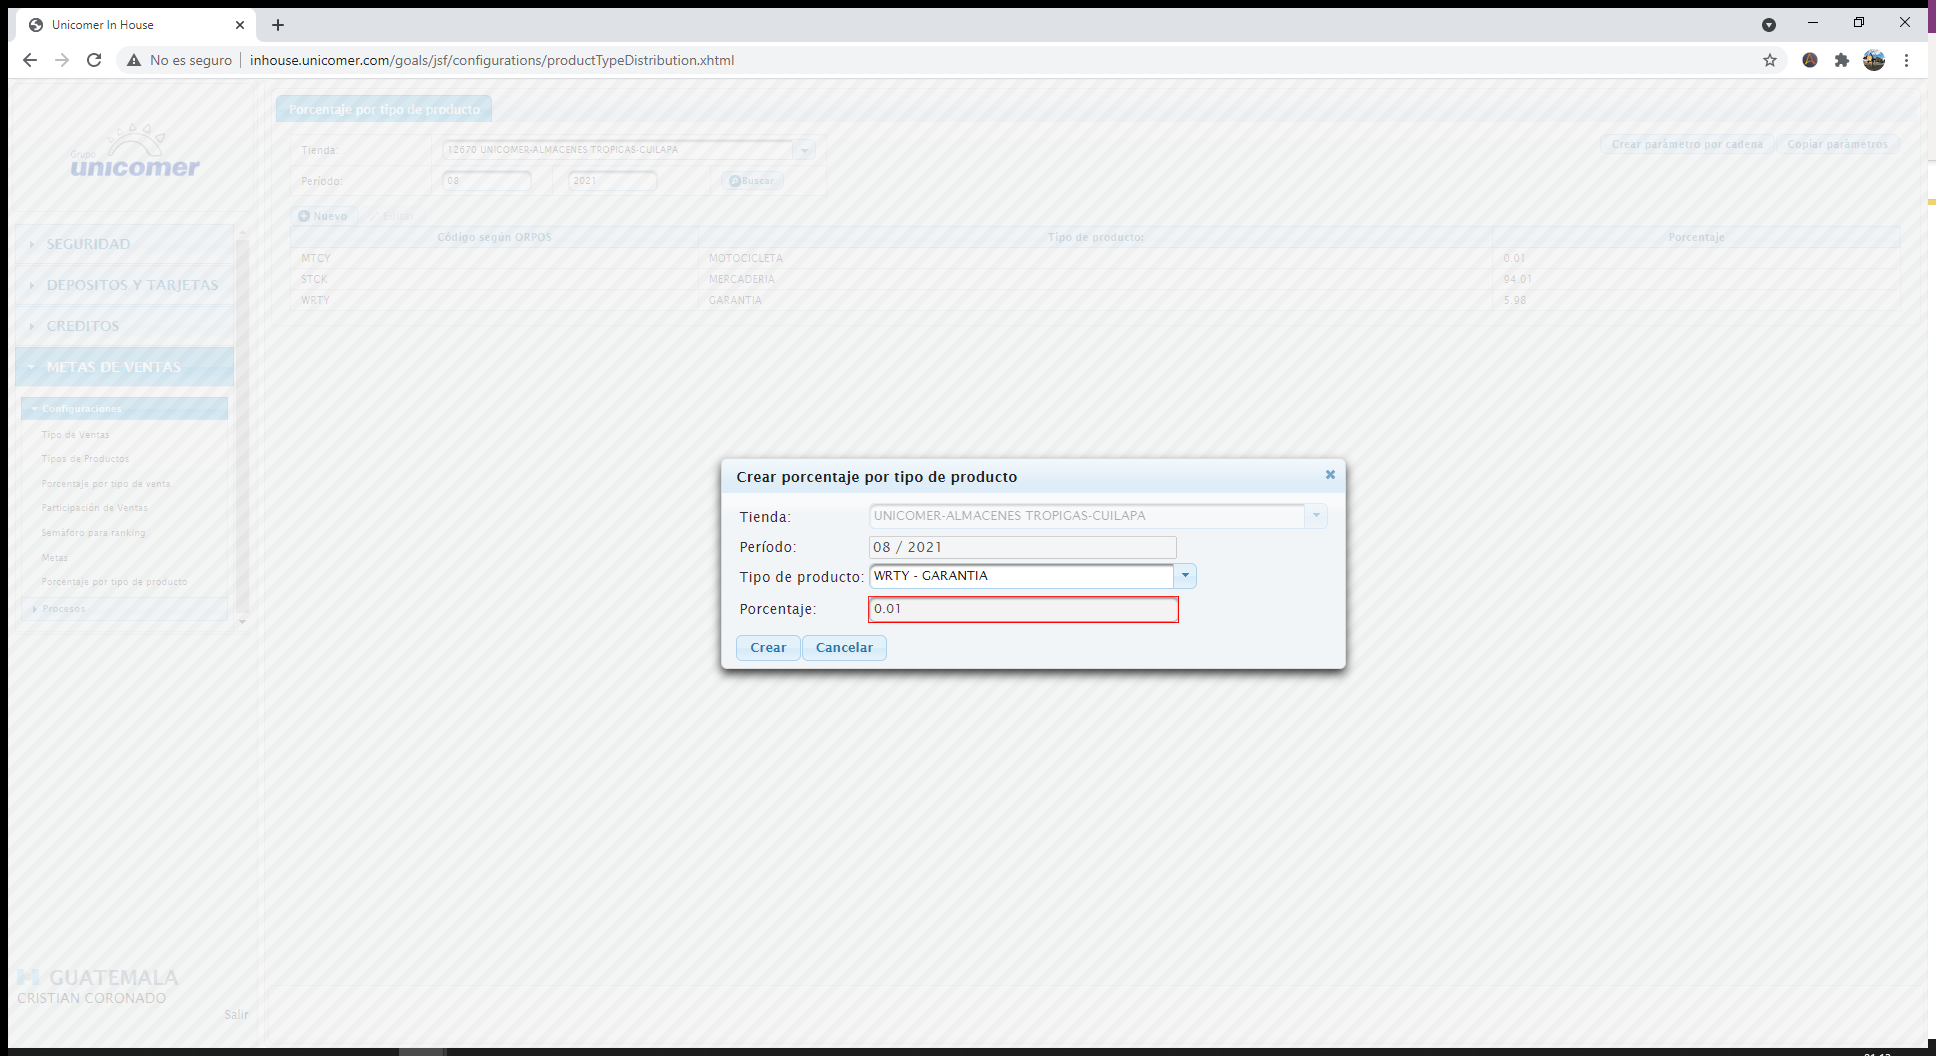 Unicomer In House
No es seguro | inhouse.unicomer.com/goals/jsf/configurations/productTypeDistribution.xhtml
Grupo
unicomer
SEGURIDAD
DEPOSITOS Y TARJETAS
CREDITOS
METAS DE VENTAS
Configuraciones
Tipo de Ventas
Tipos de Productos
Porcentaje por tipo de venta
Participación de Ventas
Semáforo para ranking
Metas
Porcentaje por tipo de producto
Procesos
GUATEMALA
CRISTIAN CORONADO
Salir
Porcentaje por tipo de producto
Tienda: 12670 UNICOMER-ALMACENES TROPIGAS-CUILAPA
Crear parámetro por cadena Copiar parámetros
Período: 08 2021 Buscar
Nuevo Editar
Código según ORPOS Tipo de producto: Porcentaje
MTCY MOTOCICLETA 0.01
STCK MERCADERIA 94.01
WRTY GARANTIA 5.98
Crear porcentaje por tipo de producto
Tienda: UNICOMER-ALMACENES TROPIGAS-CUILAPA
Período: 08 / 2021
Tipo de producto: WRTY - GARANTIA
Porcentaje: 0.01
Crear Cancelar